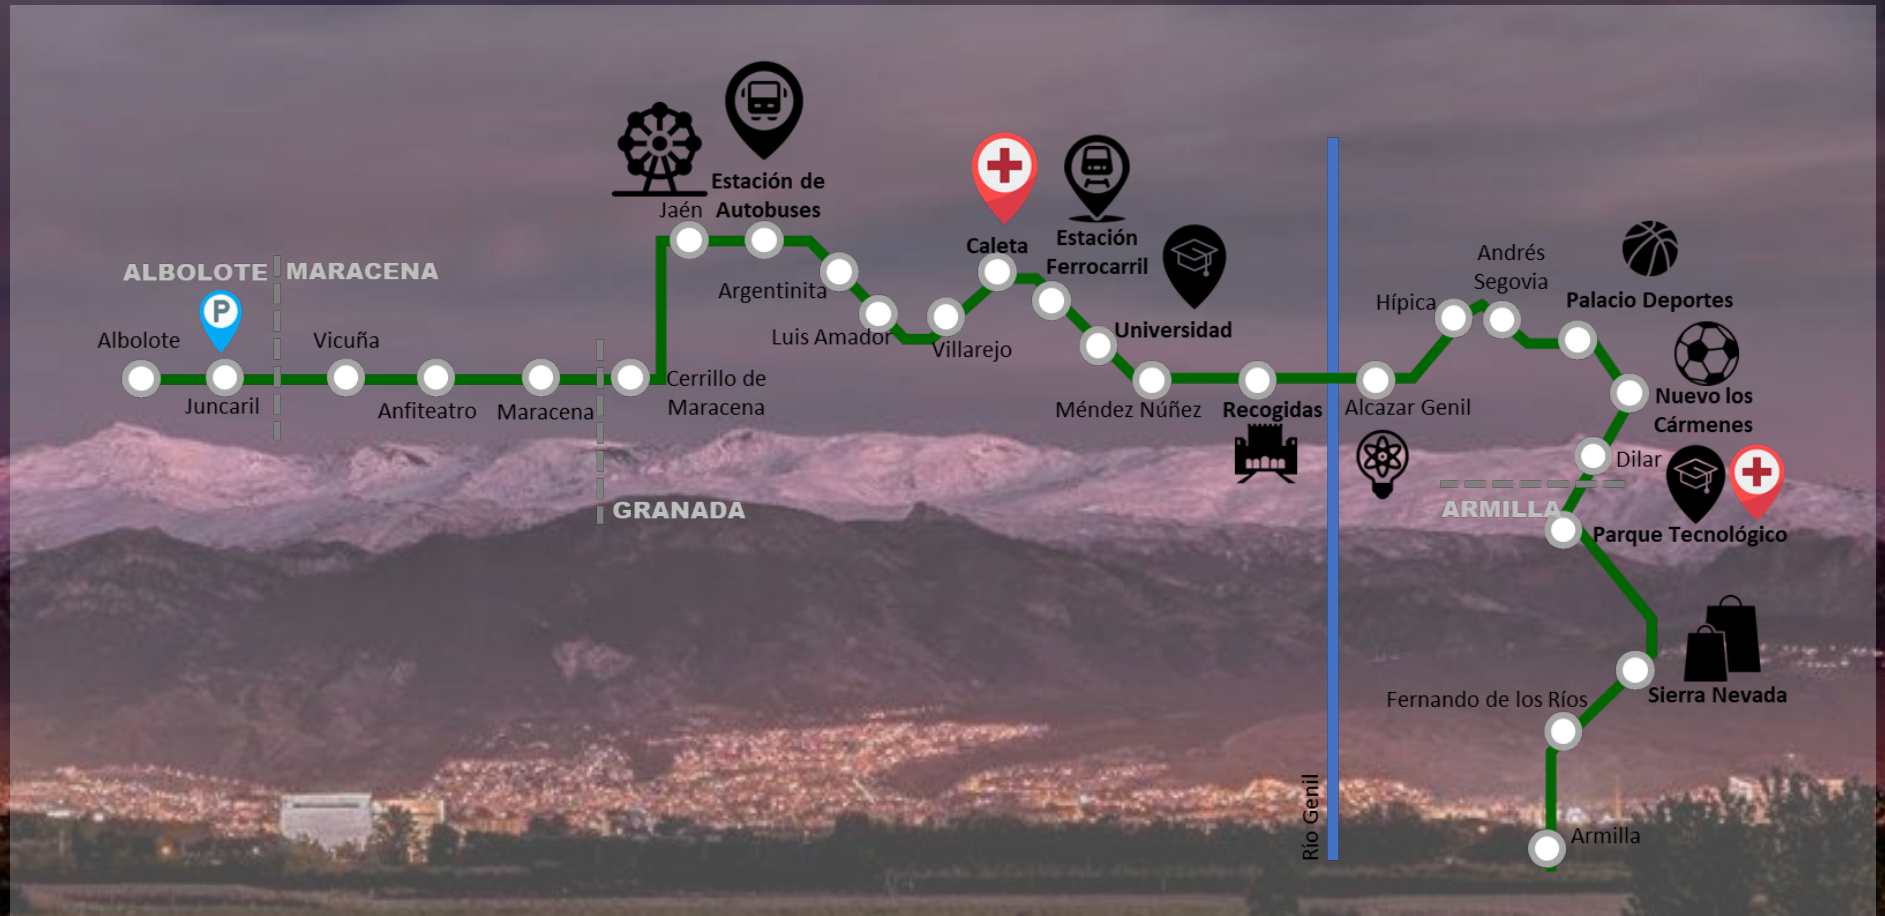 ALBOLOTE
MARACENA
P
Albolote
Juncaril
Vicuña
Anfiteatro
Maracena
Cerrillo de
Maracena
GRANADA
Jaén
Estación de
Autobuses
Argentinita
Luis Amador
Villarejo
Caleta
Estación
Ferrocarril
Universidad
Méndez Núñez
Recogidas
Río Genil
Alcazar Genil
Hípica
Andrés
Segovia
Palacio Deportes
Nuevo los
Cármenes
Dilar
ARMILLA
Parque Tecnológico
Sierra Nevada
Fernando de los Ríos
Armilla